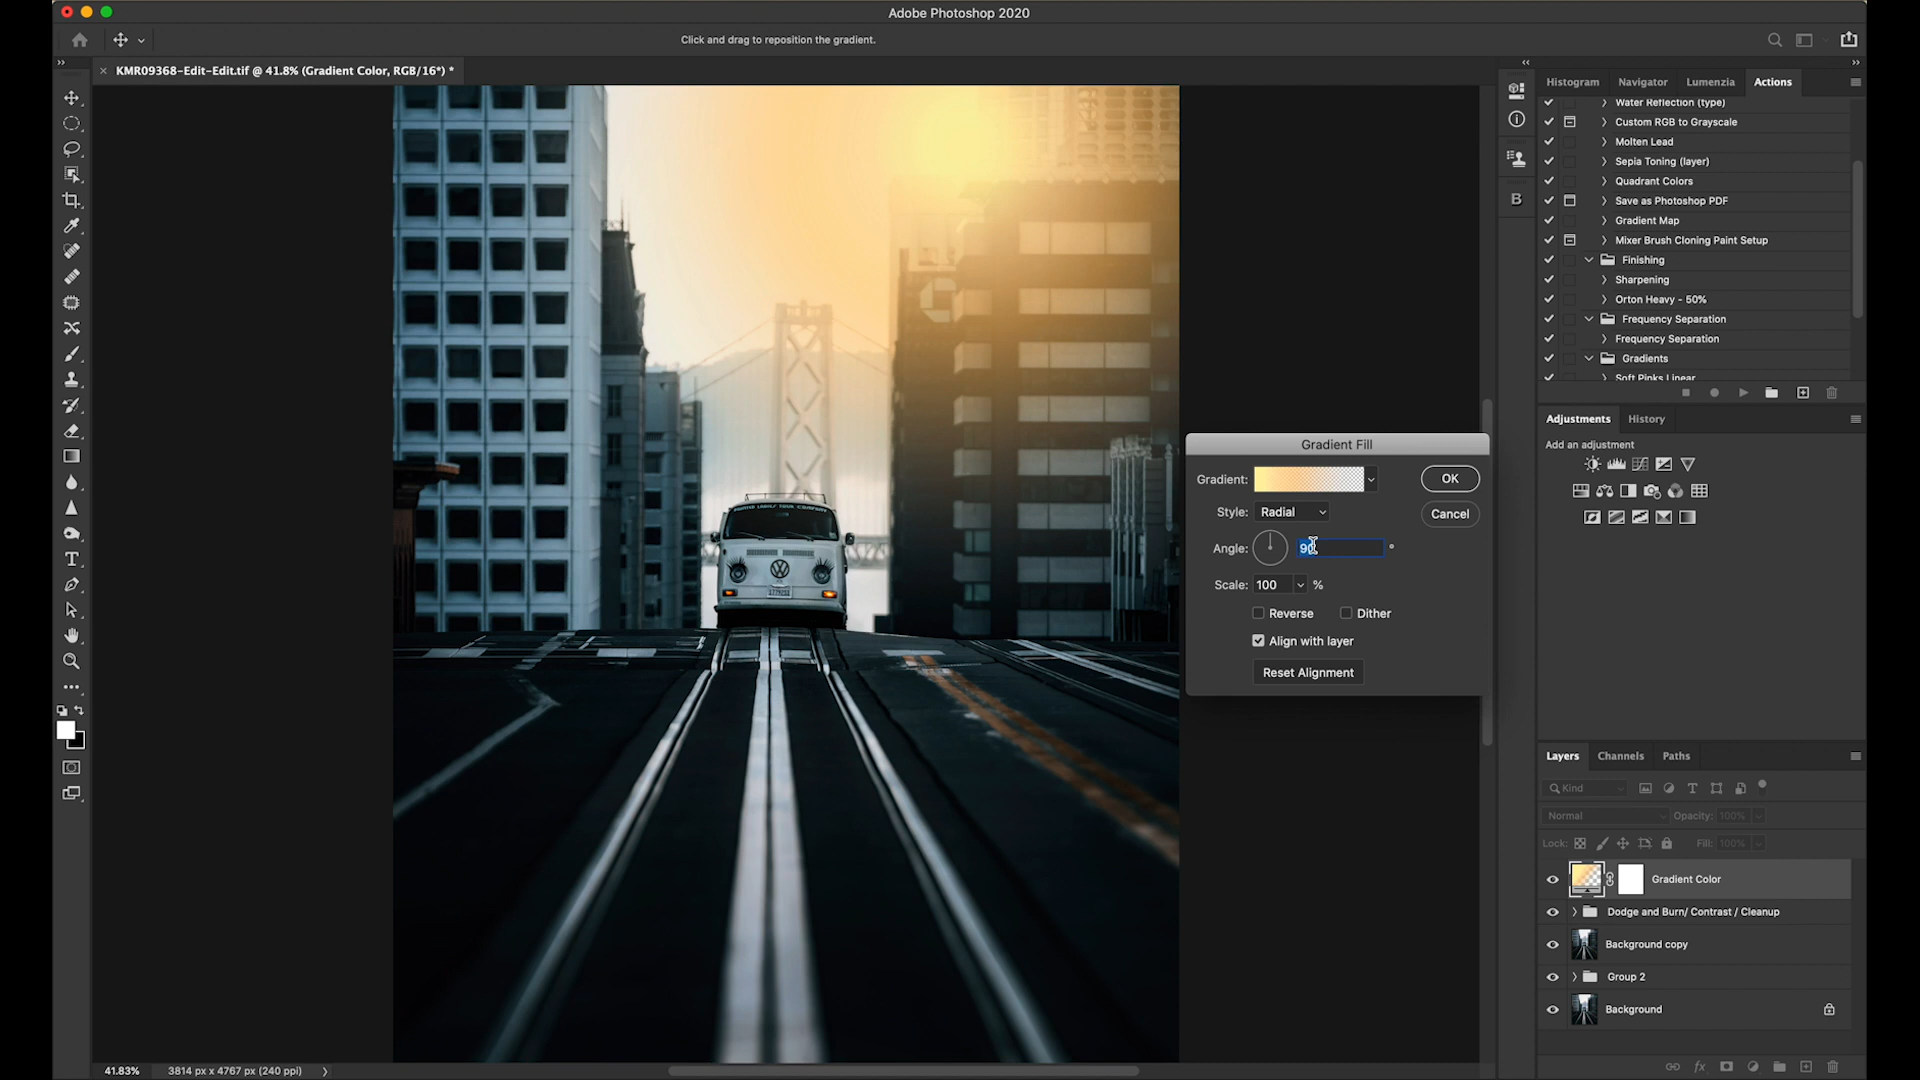 Adobe Photoshop 2020
Click and drag to reposition the gradient.
KMR09368-Edit-Edit.tif @ 41.8% (Gradient Color, RGB/16*) *
Histogram Navigator Lumenzia Actions
Water Reflection (type)
Custom RGB to Grayscale
Molten Lead
Sepia Toning (layer)
Quadrant Colors
Save as Photoshop PDF
Gradient Map
Mixer Brush Cloning Paint Setup
Finishing
Sharpening
Orton Heavy - 50%
Frequency Separation
Frequency Separation
Gradients
Soft Pinks Linear
Adjustments History
Add an adjustment
Gradient Fill
Gradient:
OK
Style: Radial
Cancel
Angle: 90 °
Scale: 100 %
Reverse Dither
Align with layer
Reset Alignment
Layers Channels Paths
Kind
Normal Opacity: 100%
Lock: Fill: 100%
Gradient Color
Dodge and Burn/ Contrast / Cleanup
Background copy
Group 2
Background
41.83% 3814 px x 4767 px (240 ppi)